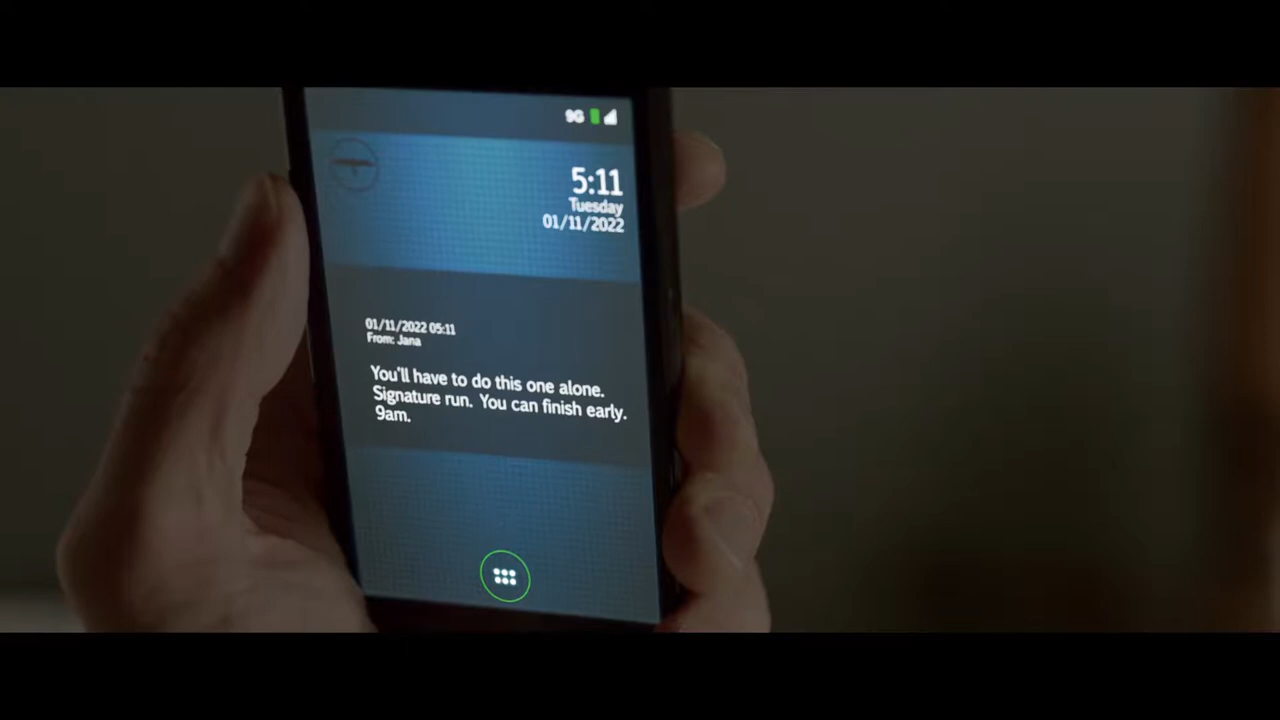 9G
5:11
Tuesday
01/11/2022
01/11/2022 05:11
From: Jana
You'll have to do this one alone.
Signature run. You can finish early.
9am.